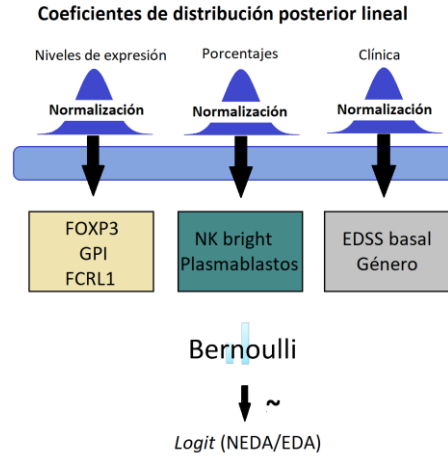 Coeficientes de distribución posterior lineal
Niveles de expresión
Porcentajes
Clínica
Normalización
Normalización
Normalización
FOXP3
GPI
FCRL1
NK bright
Plasmablastos
EDSS basal
Género
Bernoulli
~
Logit (NEDA/EDA)